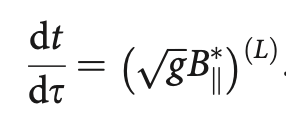 dt/dτ = (√g B*∥)^(L).